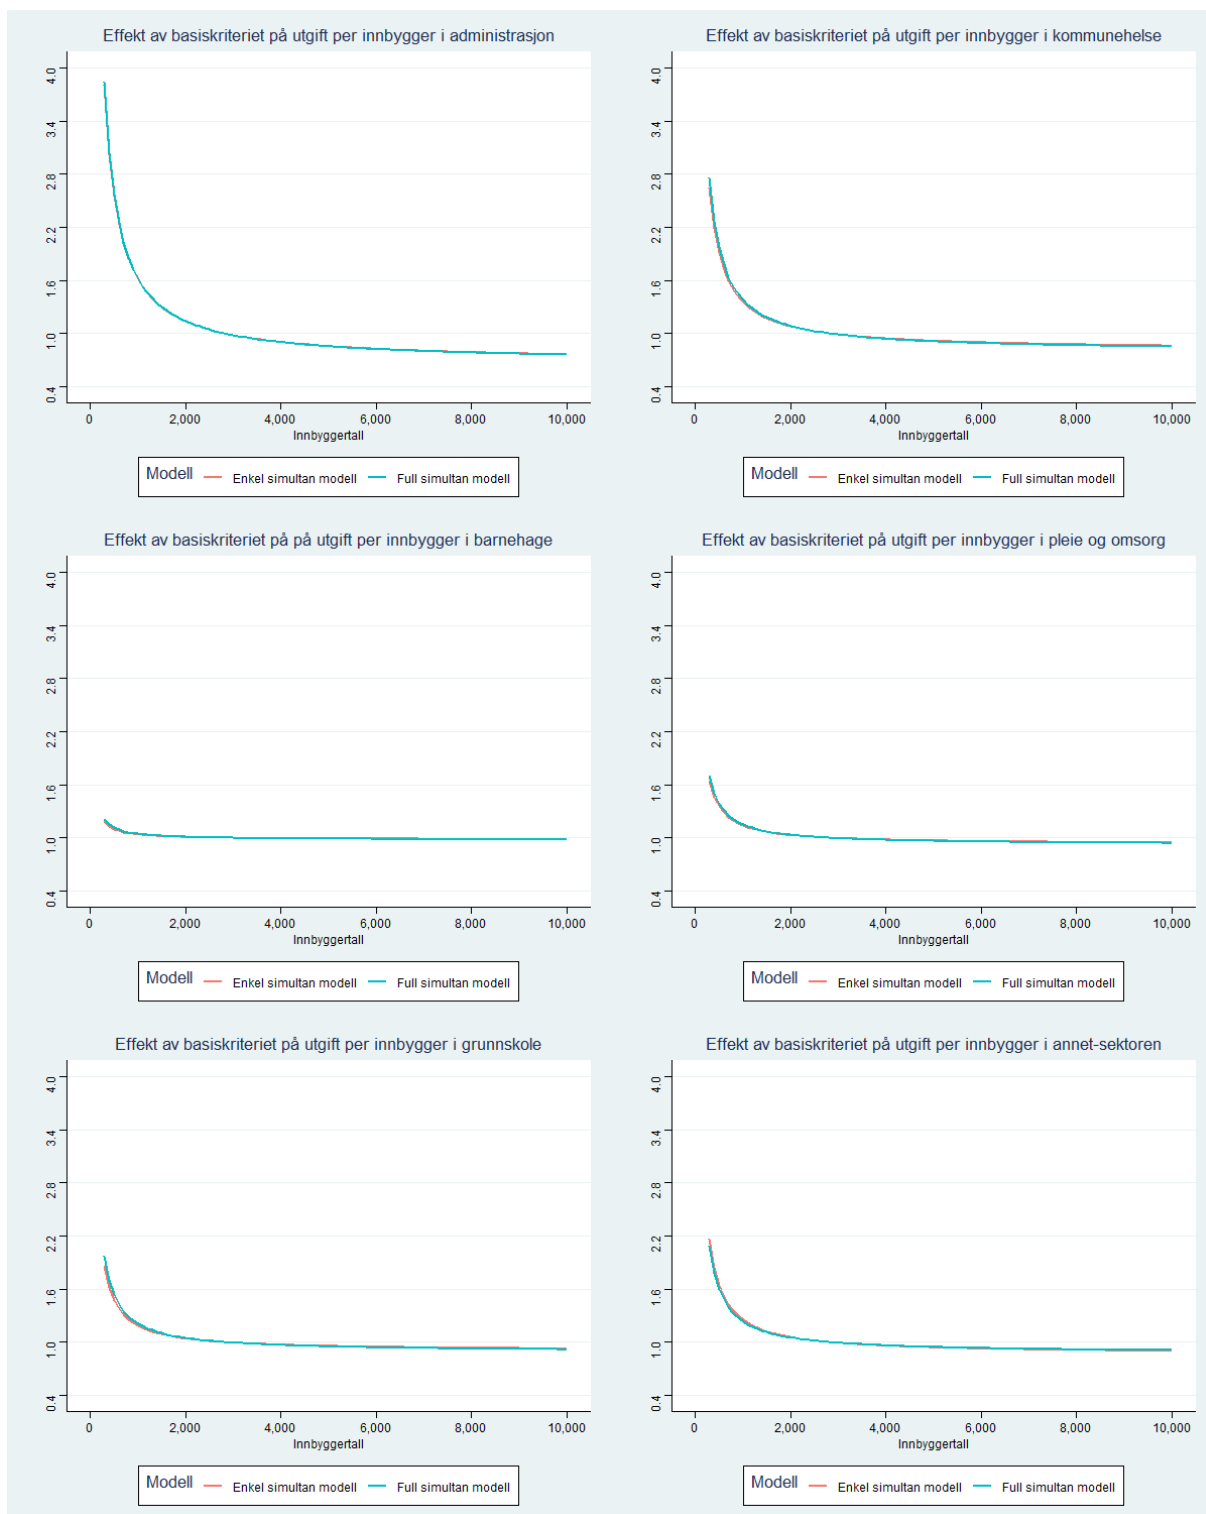 Effekt av basiskriteriet på utgift per innbygger i administrasjon
4.0
3.4
2.8
2.2
1.6
1.0
0.4
0 2,000 4,000 6,000 8,000 10,000
Innbyggertall
Modell Enkel simultan modell Full simultan modell
Effekt av basiskriteriet på utgift per innbygger i kommunehelse
4.0
3.4
2.8
2.2
1.6
1.0
0.4
0 2,000 4,000 6,000 8,000 10,000
Innbyggertall
Modell Enkel simultan modell Full simultan modell
Effekt av basiskriteriet på på utgift per innbygger i barnehage
4.0
3.4
2.8
2.2
1.6
1.0
0.4
0 2,000 4,000 6,000 8,000 10,000
Innbyggertall
Modell Enkel simultan modell Full simultan modell
Effekt av basiskriteriet på utgift per innbygger i pleie og omsorg
4.0
3.4
2.8
2.2
1.6
1.0
0.4
0 2,000 4,000 6,000 8,000 10,000
Innbyggertall
Modell Enkel simultan modell Full simultan modell
Effekt av basiskriteriet på utgift per innbygger i grunnskole
4.0
3.4
2.8
2.2
1.6
1.0
0.4
0 2,000 4,000 6,000 8,000 10,000
Innbyggertall
Modell Enkel simultan modell Full simultan modell
Effekt av basiskriteriet på utgift per innbygger i annet-sektoren
4.0
3.4
2.8
2.2
1.6
1.0
0.4
0 2,000 4,000 6,000 8,000 10,000
Innbyggertall
Modell Enkel simultan modell Full simultan modell